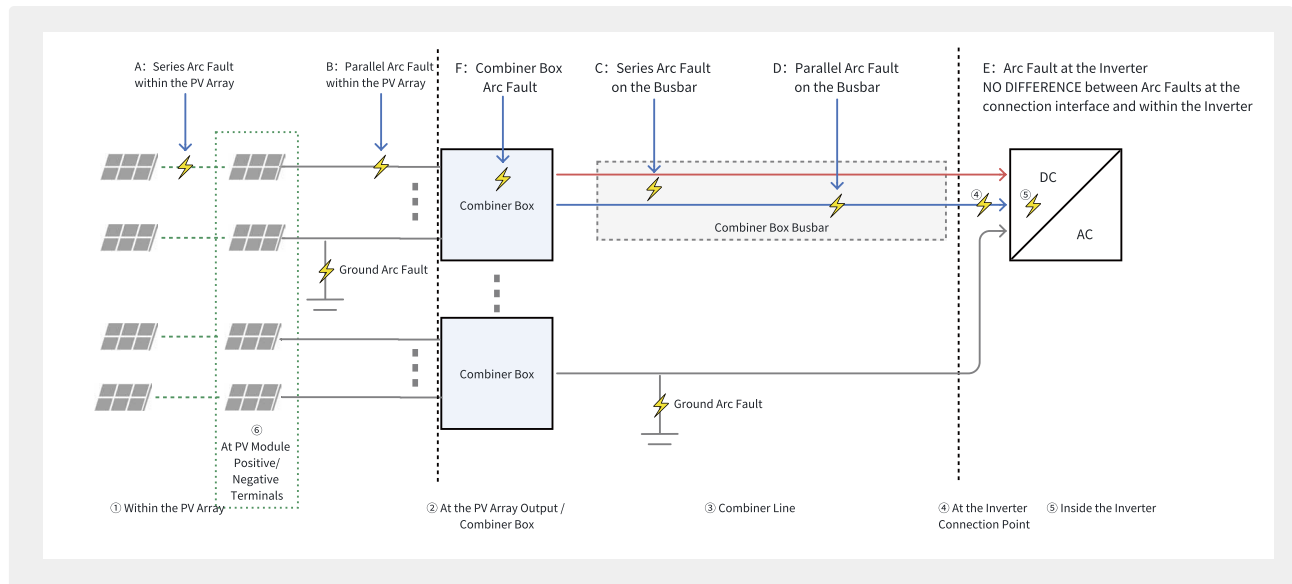 A：Series Arc Fault
within the PV Array
B：Parallel Arc Fault
within the PV Array
F：Combiner Box
Arc Fault
C：Series Arc Fault
on the Busbar
D：Parallel Arc Fault
on the Busbar
E：Arc Fault at the Inverter
NO DIFFERENCE between Arc Faults at the
connection interface and within the Inverter
Combiner Box
Combiner Box Busbar
④
⑤
DC
AC
Ground Arc Fault
Combiner Box
Ground Arc Fault
⑥
At PV Module
Positive/
Negative
Terminals
① Within the PV Array
② At the PV Array Output /
Combiner Box
③ Combiner Line
④ At the Inverter
Connection Point
⑤ Inside the Inverter